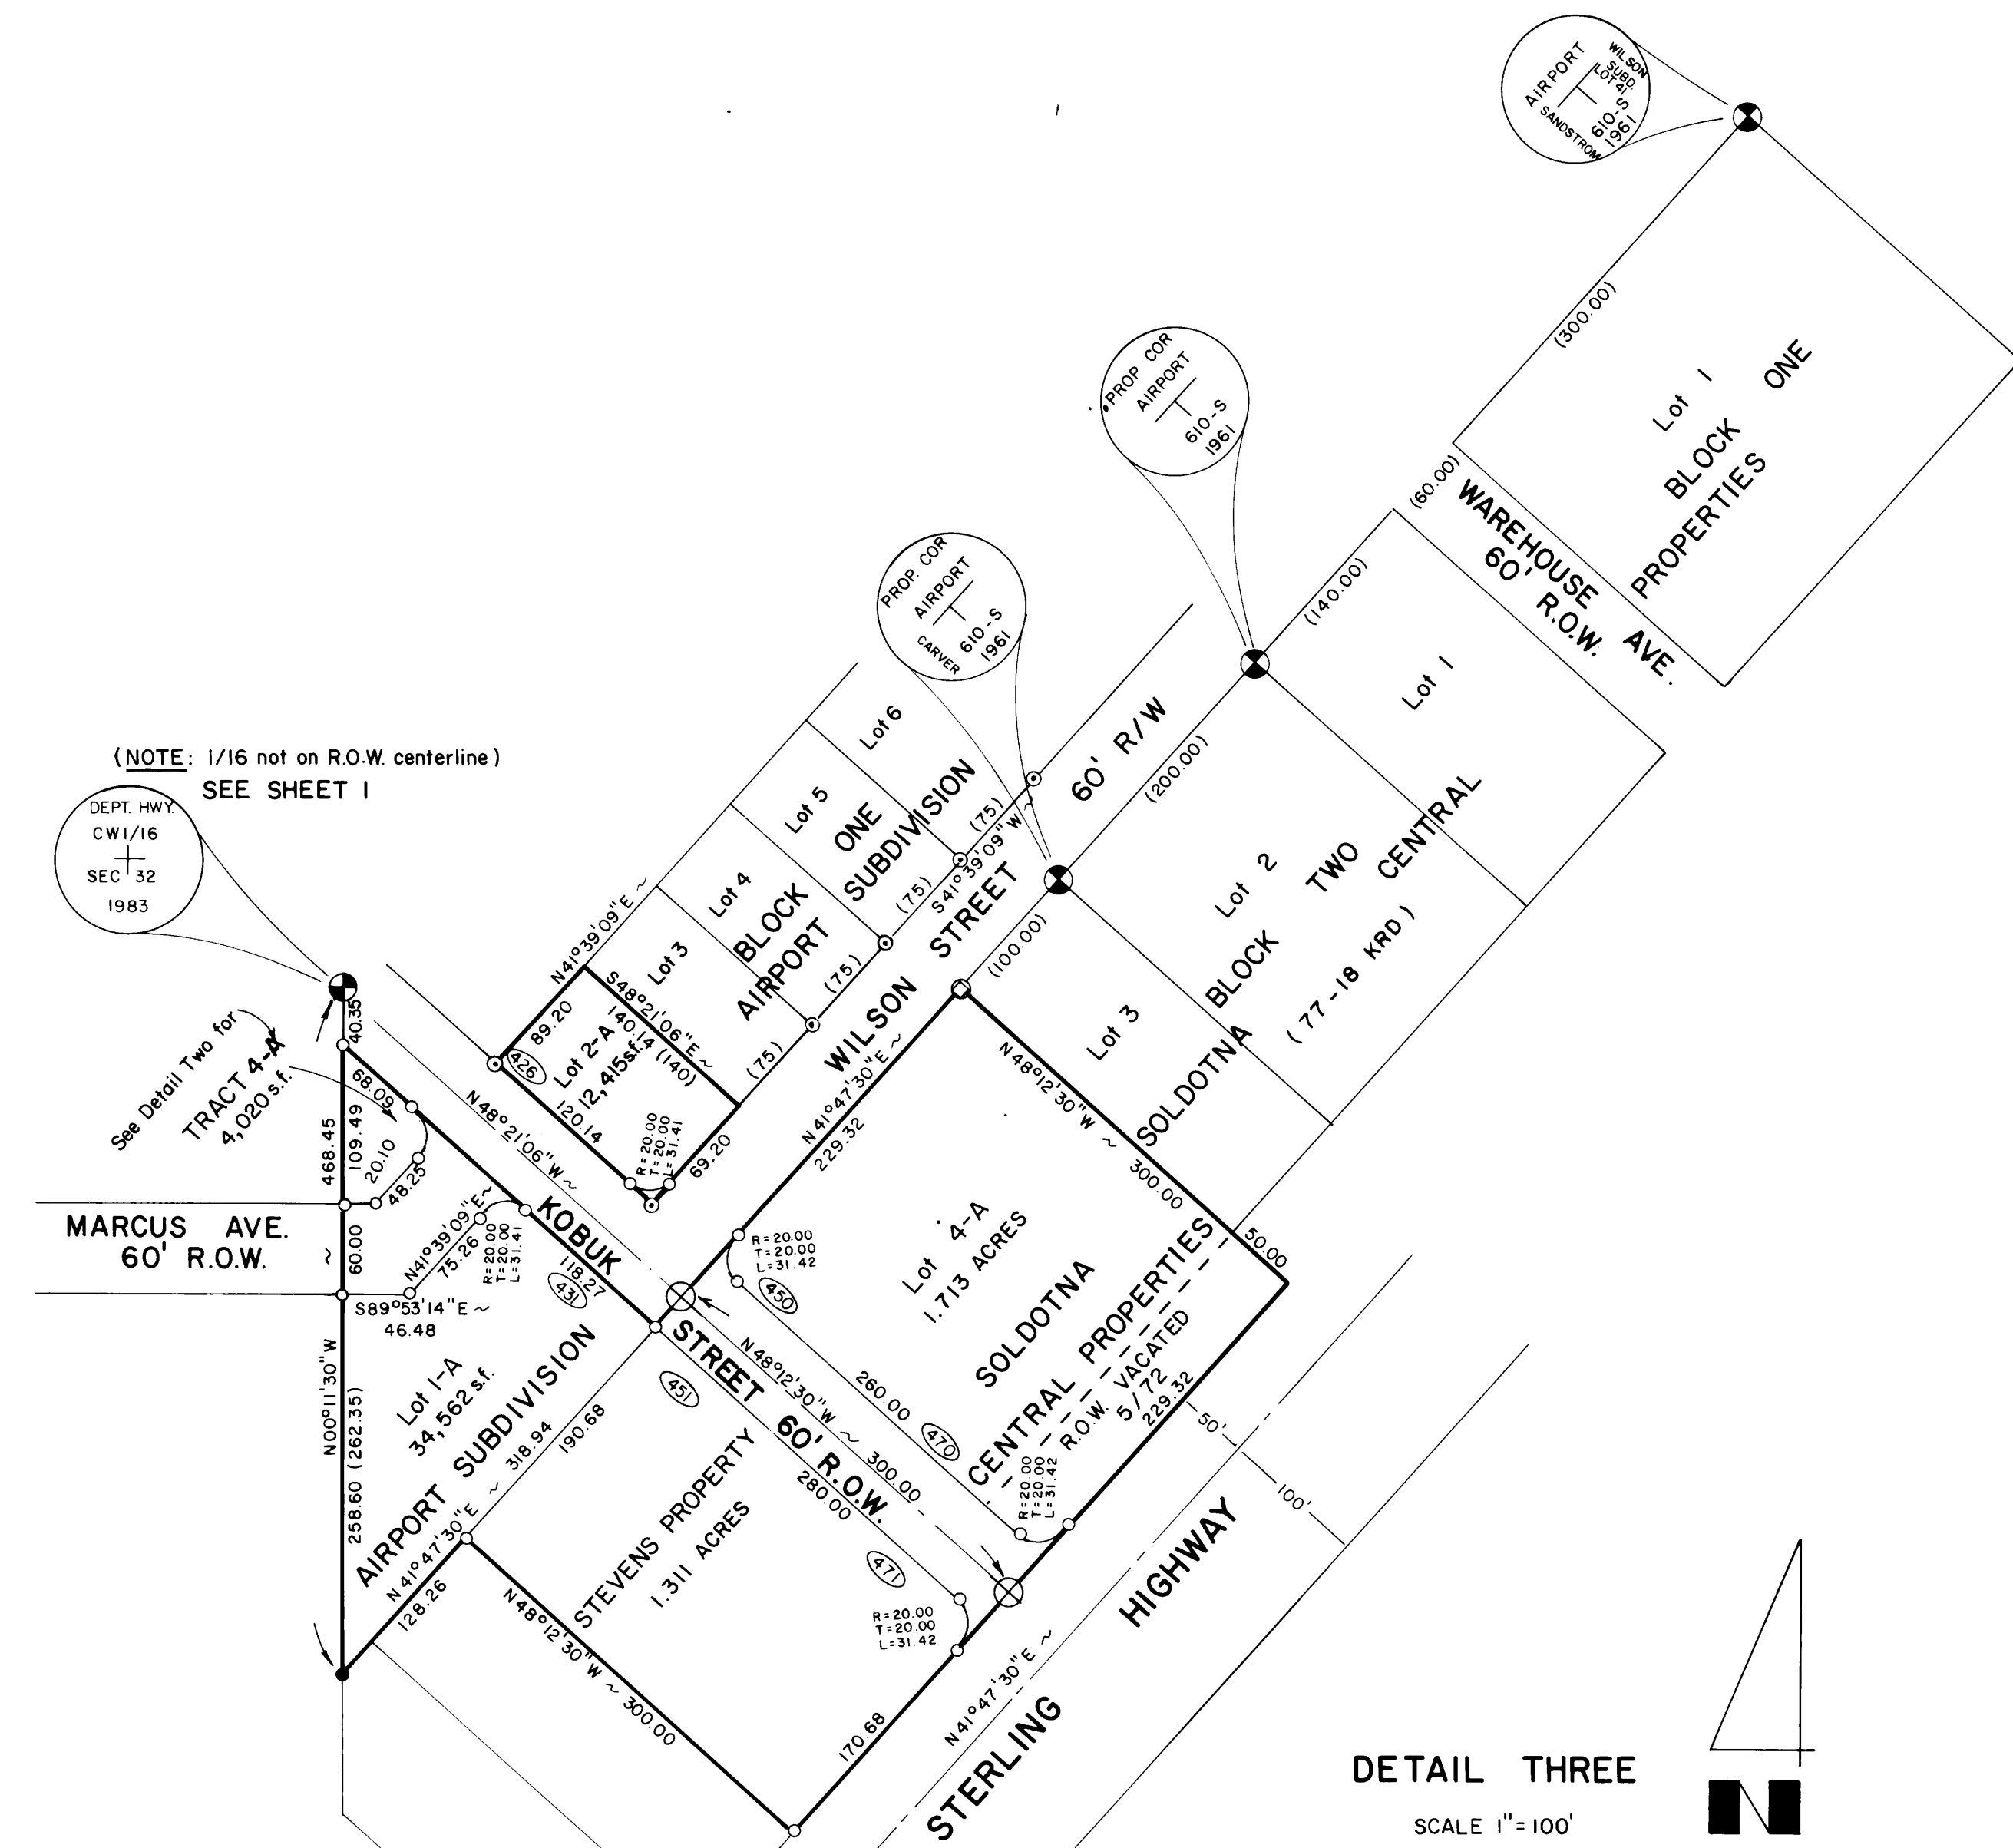 AIRPORT
WILSON
SUBD.
LOT 41
610-S
1961
SANDSTROM
(300.00)
Lot 1
BLOCK ONE
PROPERTIES
PROP COR
AIRPORT
610-S
1961
(60.00)
WAREHOUSE AVE.
60' R.O.W.
PROP. COR
AIRPORT
610-S
1961
CARVER
(140.00)
Lot 1
(NOTE: 1/16 not on R.O.W. centerline)
SEE SHEET 1
DEPT. HWY.
CW1/16
SEC 32
1983
Lot 6
Lot 5
Lot 4
Lot 3
BLOCK ONE
AIRPORT SUBDIVISION
(75)
(75)
(75)
(75)
S41°39'09"W ~
60' R/W
WILSON STREET
(200.00)
(100.00)
Lot 2
Lot 3
BLOCK TWO
SOLDOTNA CENTRAL
(77-18 KRD)
N41°39'09"E ~
89.20
S48°21'06"E ~
140.14 (140)
426
Lot 2-A
12,415s.f.
120.14
R=20.00
T=20.00
L=31.41
69.20
40.35
See Detail Two for
TRACT 4-A
4,020 s.f.
68.09
468.45
109.49
20.10
48.25
N48°21'06"W ~
MARCUS AVE.
60' R.O.W.
~
60.00
N41°39'09"E ~
75.26
R=20.00
T=20.00
L=31.41
S89°53'14"E ~
46.48
KOBUK STREET 60' R.O.W.
118.27
431
N41°47'30"E ~
229.32
N48°12'30"W ~ 300.00
50.00
R=20.00
T=20.00
L=31.42
450
Lot 4-A
1.713 ACRES
SOLDOTNA
CENTRAL PROPERTIES
R.O.W. VACATED
5/72
229.32
N48°12'30"W ~ 300.00
260.00
470
R=20.00
T=20.00
L=31.42
451
280.00
471
R=20.00
T=20.00
L=31.42
N00°11'30"W
258.60 (262.35)
Lot 1-A
34,562 s.f.
AIRPORT SUBDIVISION
N 41°47'30"E ~ 318.94
190.68
128.26
STEVENS PROPERTY
1.311 ACRES
N48°12'30"W ~ 300.00
170.68
50'
100'
N41°47'30"E ~
STERLING HIGHWAY
DETAIL THREE
SCALE 1"=100'
N